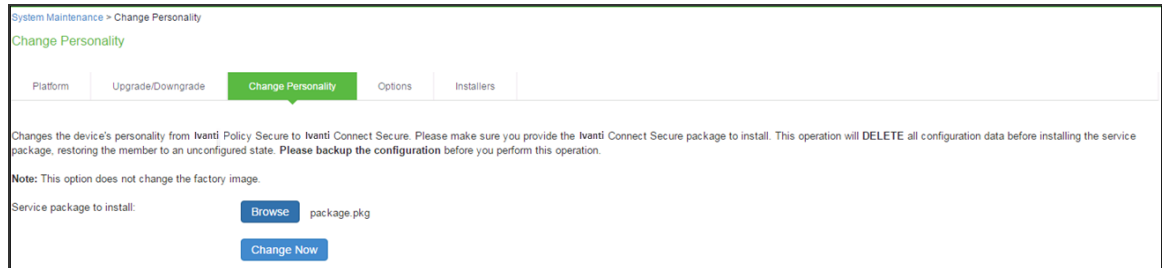 System Maintenance > Change Personality
Change Personality
Platform Upgrade/Downgrade Change Personality Options Installers
Changes the device's personality from Ivanti Policy Secure to Ivanti Connect Secure. Please make sure you provide the Ivanti Connect Secure package to install. This operation will DELETE all configuration data before installing the service
package, restoring the member to an unconfigured state. Please backup the configuration before you perform this operation.
Note: This option does not change the factory image.
Service package to install: Browse package.pkg
Change Now